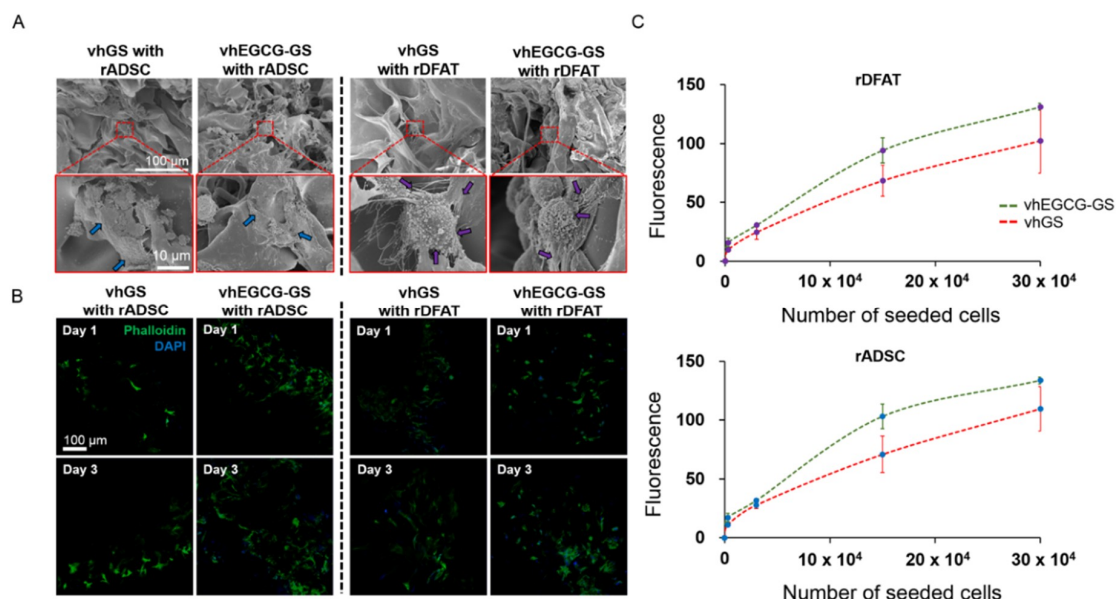 A
vhGS with
rADSC
vhEGCG-GS
with rADSC
vhGS
with rDFAT
vhEGCG-GS
with rDFAT
100 µm
10 µm
B
vhGS
with rADSC
vhEGCG-GS
with rADSC
vhGS
with rDFAT
vhEGCG-GS
with rDFAT
Day 1
Phalloidin
DAPI
100 µm
Day 1
Day 1
Day 1
Day 3
Day 3
Day 3
Day 3
C
rDFAT
Fluorescence
150
100
50
0
0
10 x 10⁴
20 x 10⁴
30 x 10⁴
Number of seeded cells
vhEGCG-GS
vhGS
rADSC
Fluorescence
150
100
50
0
0
10 x 10⁴
20 x 10⁴
30 x 10⁴
Number of seeded cells